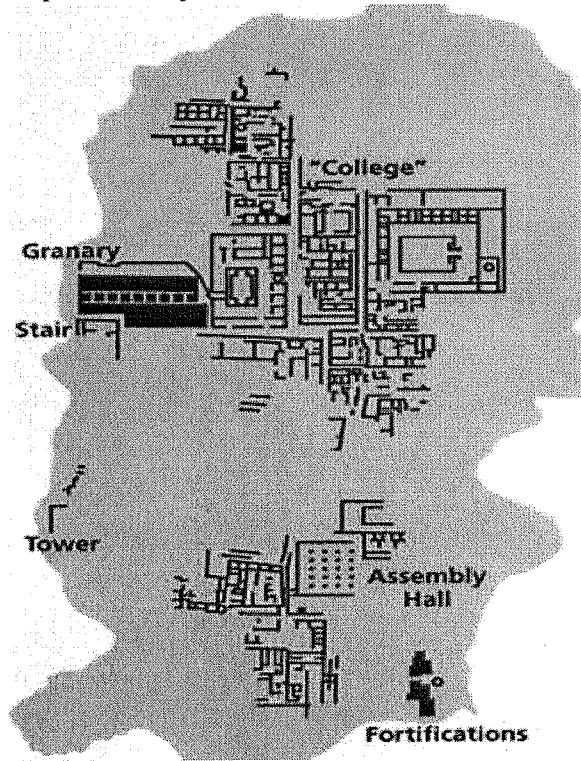 "College"
Granary
Stair
Tower
Assembly
Hall
Fortifications